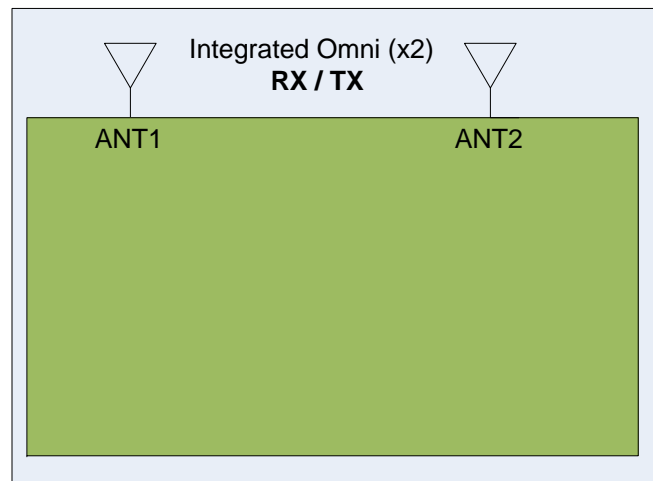 Integrated Omni (x2)
RX / TX
ANT1
ANT2